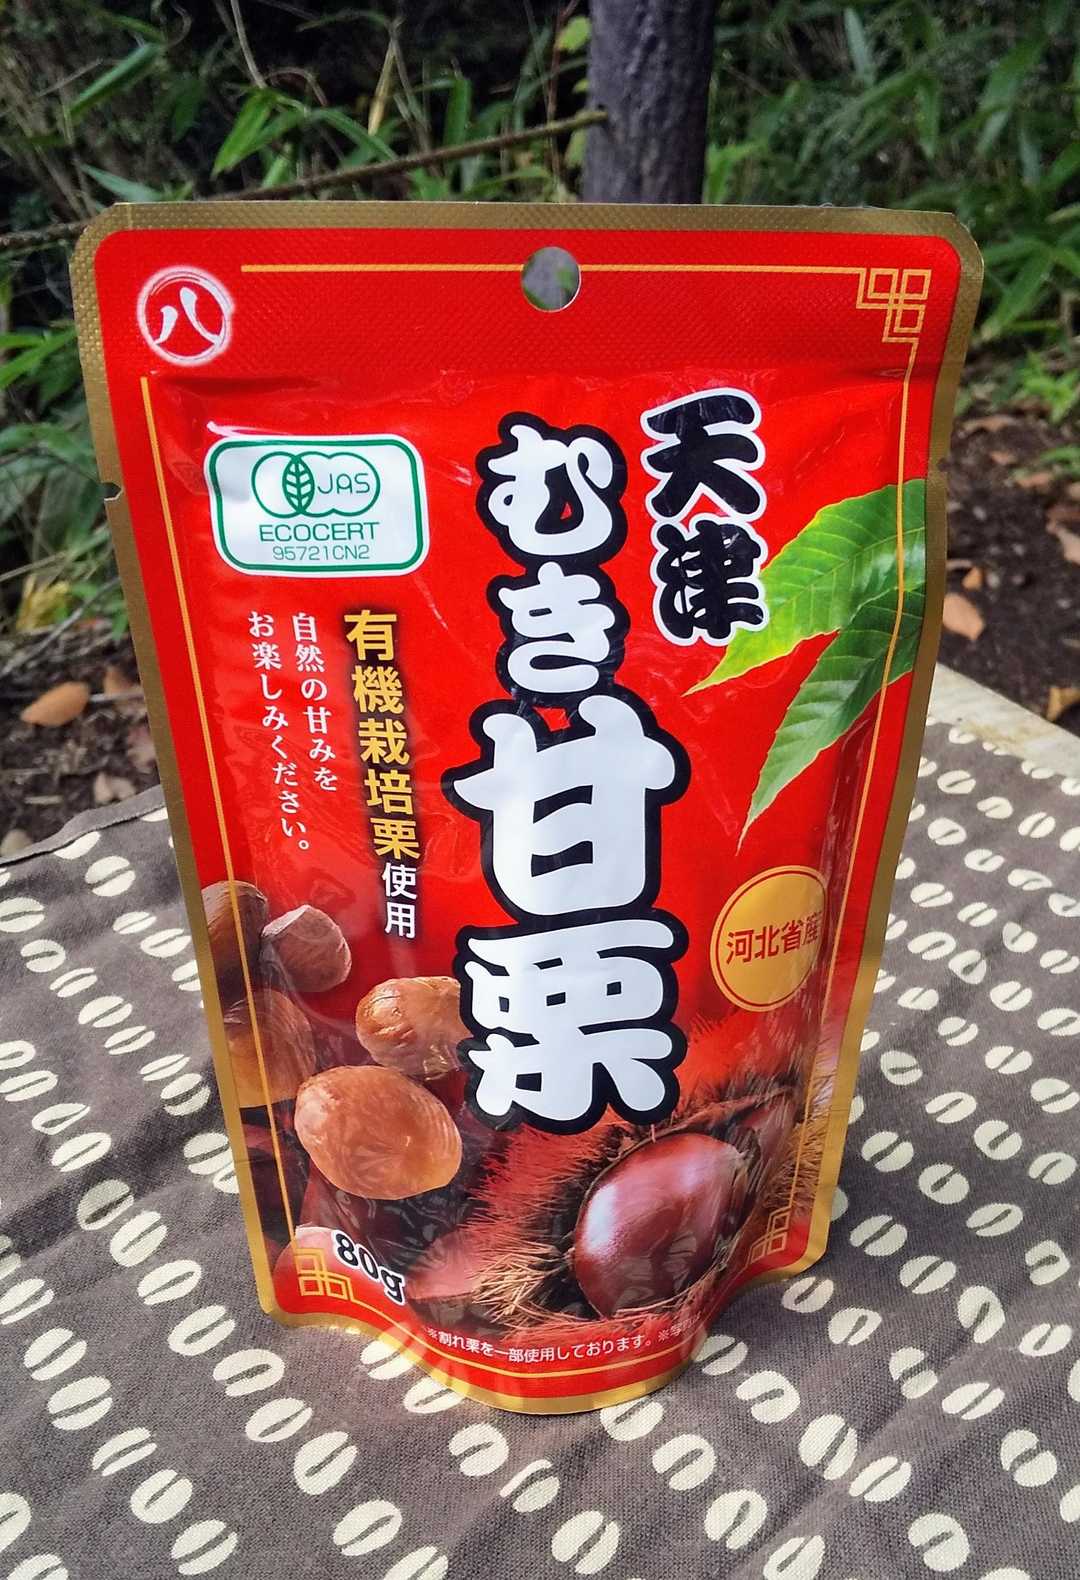 八
JAS
ECOCERT
95721CN2
天津
むき甘栗
有機栽培栗使用
自然の甘みを
お楽しみください。
河北省産
80g
※割れ栗を一部使用しております。